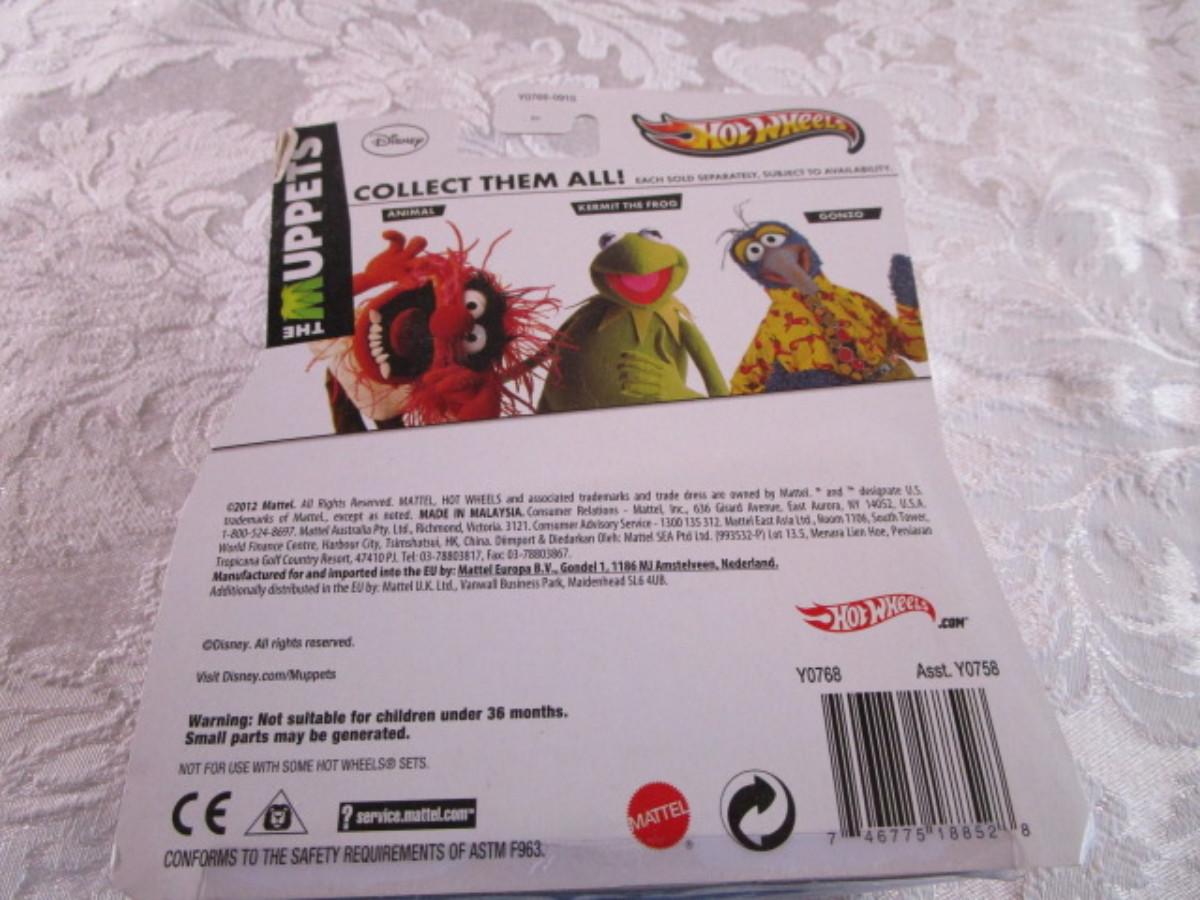 Y0768-0910
Disney
HOT WHEELS
THE MUPPETS
COLLECT THEM ALL! EACH SOLD SEPARATELY, SUBJECT TO AVAILABILITY.
ANIMAL
KERMIT THE FROG
GONZO
©2012 Mattel. All Rights Reserved. MATTEL, HOT WHEELS and associated trademarks and trade dress are owned by Mattel. ® and ™ designate U.S.
trademarks of Mattel, except as noted. MADE IN MALAYSIA. Consumer Relations - Mattel, Inc., 636 Girard Avenue, East Aurora, NY 14052, U.S.A.
1-800-524-8697. Mattel Australia Pty. Ltd., Richmond, Victoria. 3121. Consumer Advisory Service - 1300 135 312. Mattel East Asia Ltd., Room 1106, South Tower,
World Finance Centre, Harbour City, Tsimshatsui, HK, China. Diimport & Diedarkan Oleh: Mattel SEA Ptd Ltd. (993532-P) Lot 13.5, Menara Lien Hoe, Persiaran
Tropicana Golf Country Resort, 47410 PJ. Tel: 03-78803817, Fax: 03-78803867.
Manufactured for and imported into the EU by: Mattel Europa B.V., Gondel 1, 1186 MJ Amstelveen, Nederland.
Additionally distributed in the EU by: Mattel U.K. Ltd., Vanwall Business Park, Maidenhead SL6 4UB.
HOT WHEELS .COM™
©Disney. All rights reserved.
Visit Disney.com/Muppets
Y0768 Asst. Y0758
Warning: Not suitable for children under 36 months.
Small parts may be generated.
NOT FOR USE WITH SOME HOT WHEELS® SETS.
CE
? service.mattel.com™
MATTEL ®
7 46775 18852 8
CONFORMS TO THE SAFETY REQUIREMENTS OF ASTM F963.